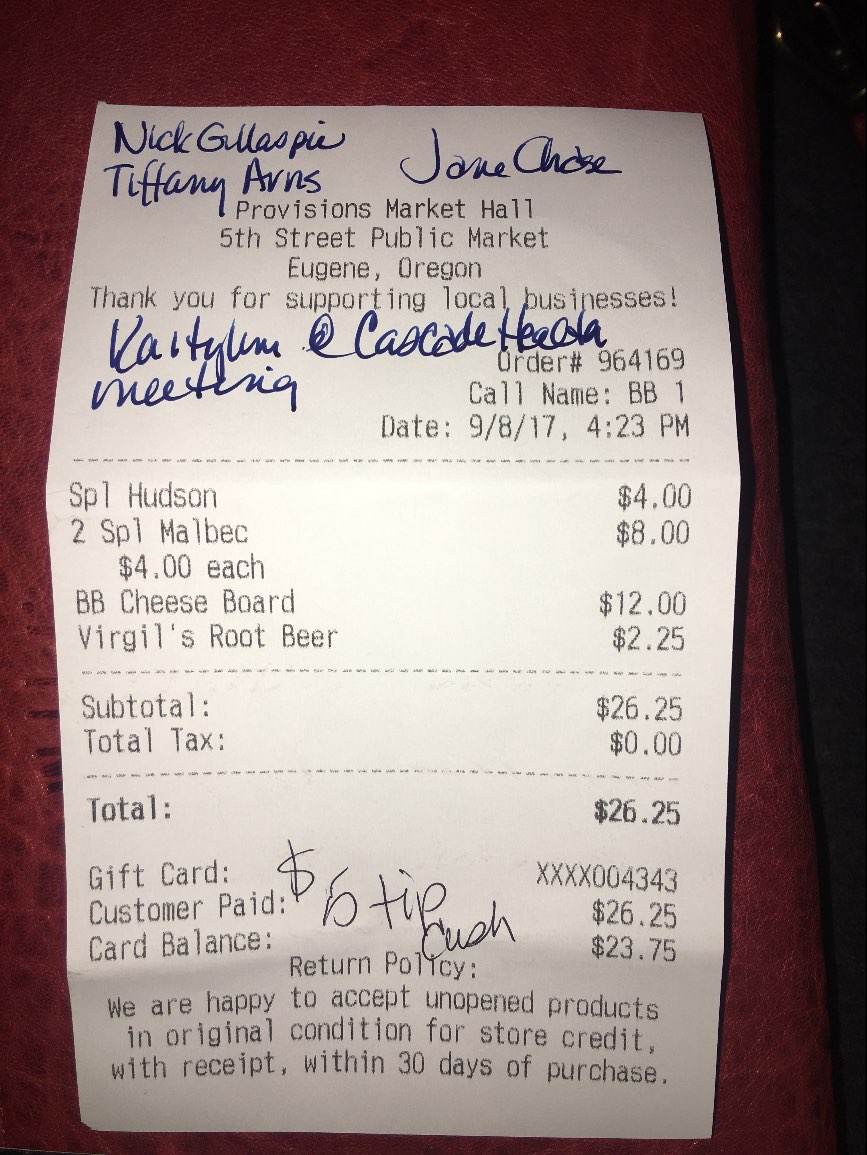 Nick Gillaspie
Jane Chase
Tiffany Arns
Provisions Market Hall
5th Street Public Market
Eugene, Oregon
Thank you for supporting local businesses!
@ Cascade Health
meeting
Order# 964169
Call Name: BB 1
Date: 9/8/17, 4:23 PM
Spl Hudson $4.00
2 Spl Malbec $8.00
$4.00 each
BB Cheese Board $12.00
Virgil's Root Beer $2.25
Subtotal: $26.25
Total Tax: $0.00
Total: $26.25
Gift Card: XXXX004343
Customer Paid: $26.25
Card Balance: $23.75
$ 5 tip
cash
Return Policy:
We are happy to accept unopened products
in original condition for store credit,
with receipt, within 30 days of purchase.